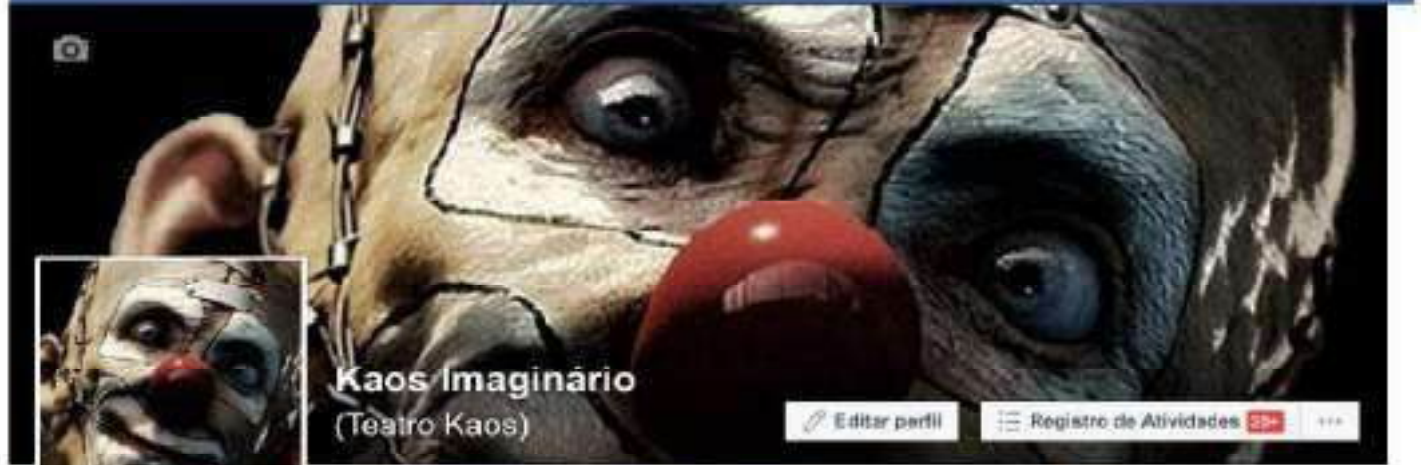 Kaos Imaginário
(Teatro Kaos)
Editar perfil
Registro de Atividades